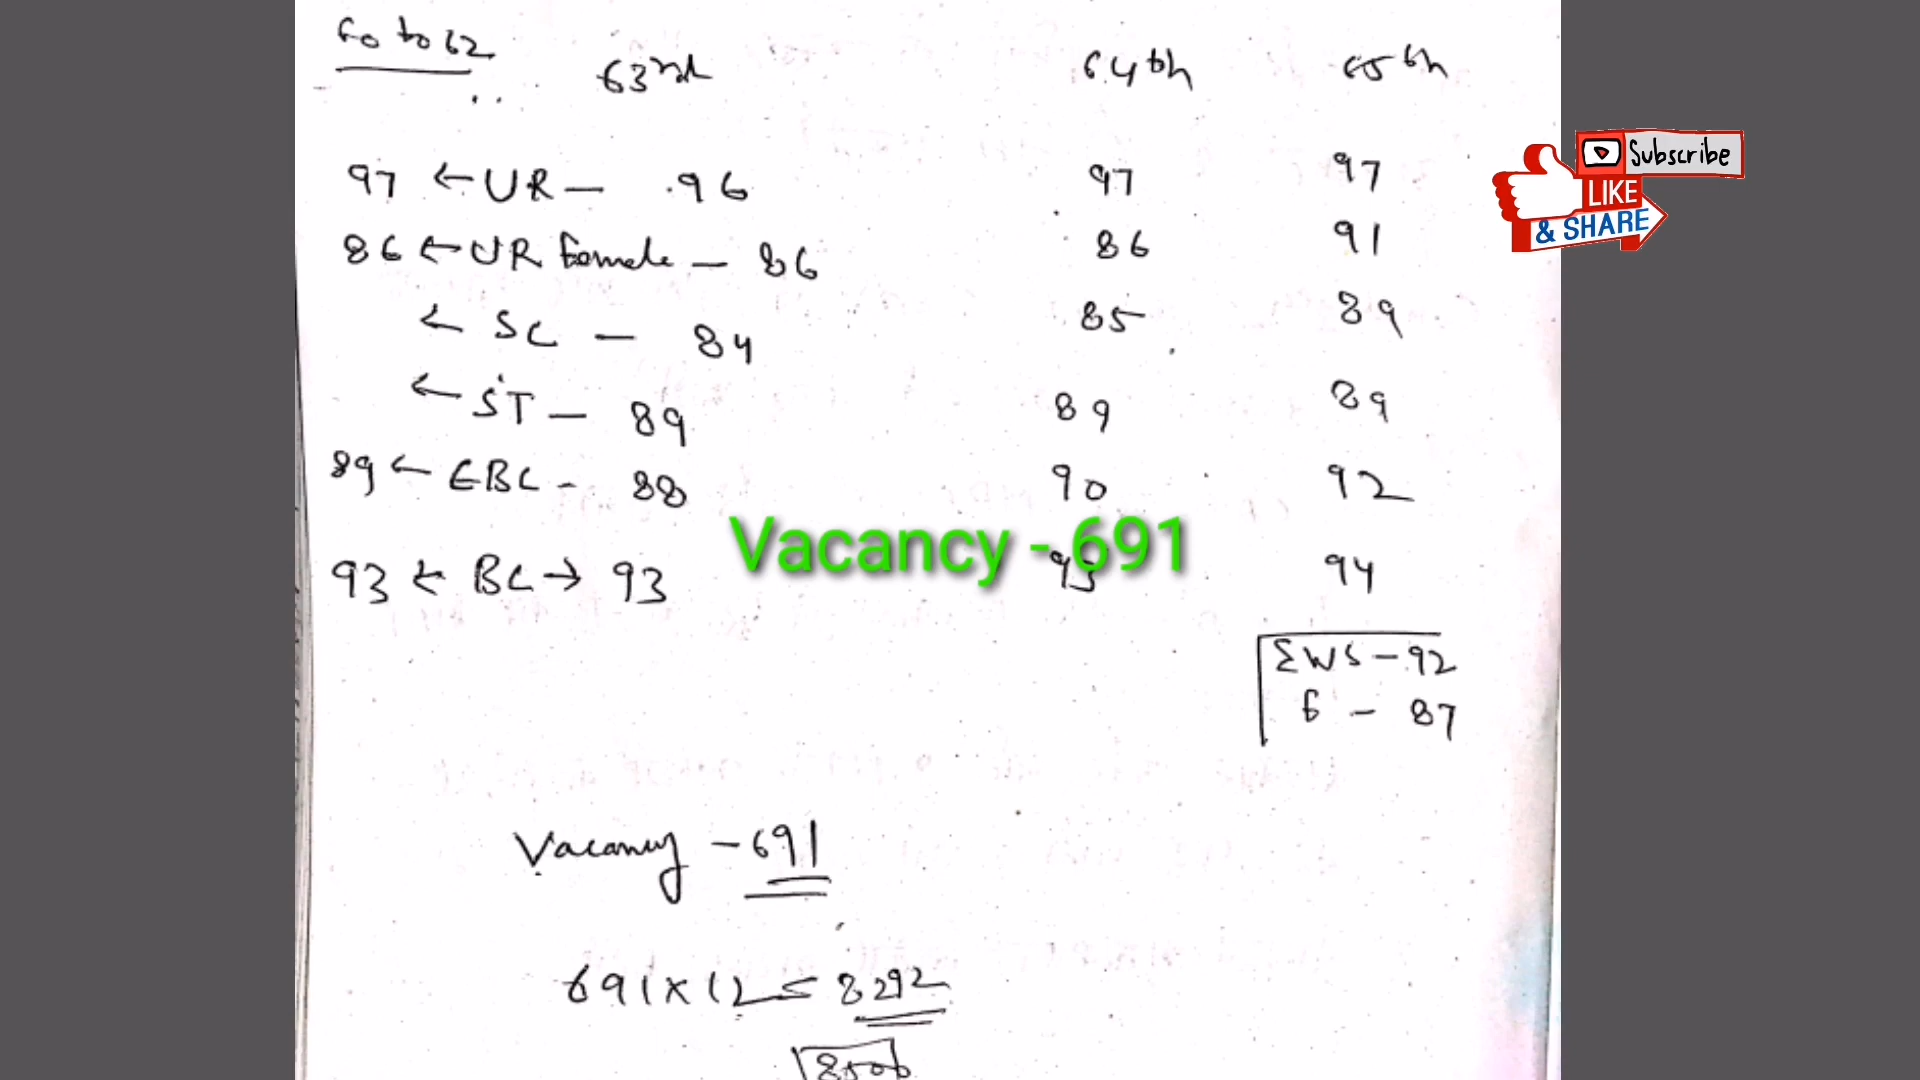 60 to 62 63rd 64th 65th
97 ← UR — 96 97 97
86 ← UR Female — 86 86 91
← SC — 84 85 89
← ST — 89 89 89
89 ← EBC - 88 90 92
Vacancy - 691
93 ← BC → 93 93 94
EWS - 92
F - 87
Vacancy - 691
691 x 12 = 8292
8500
Subscribe
LIKE
& SHARE